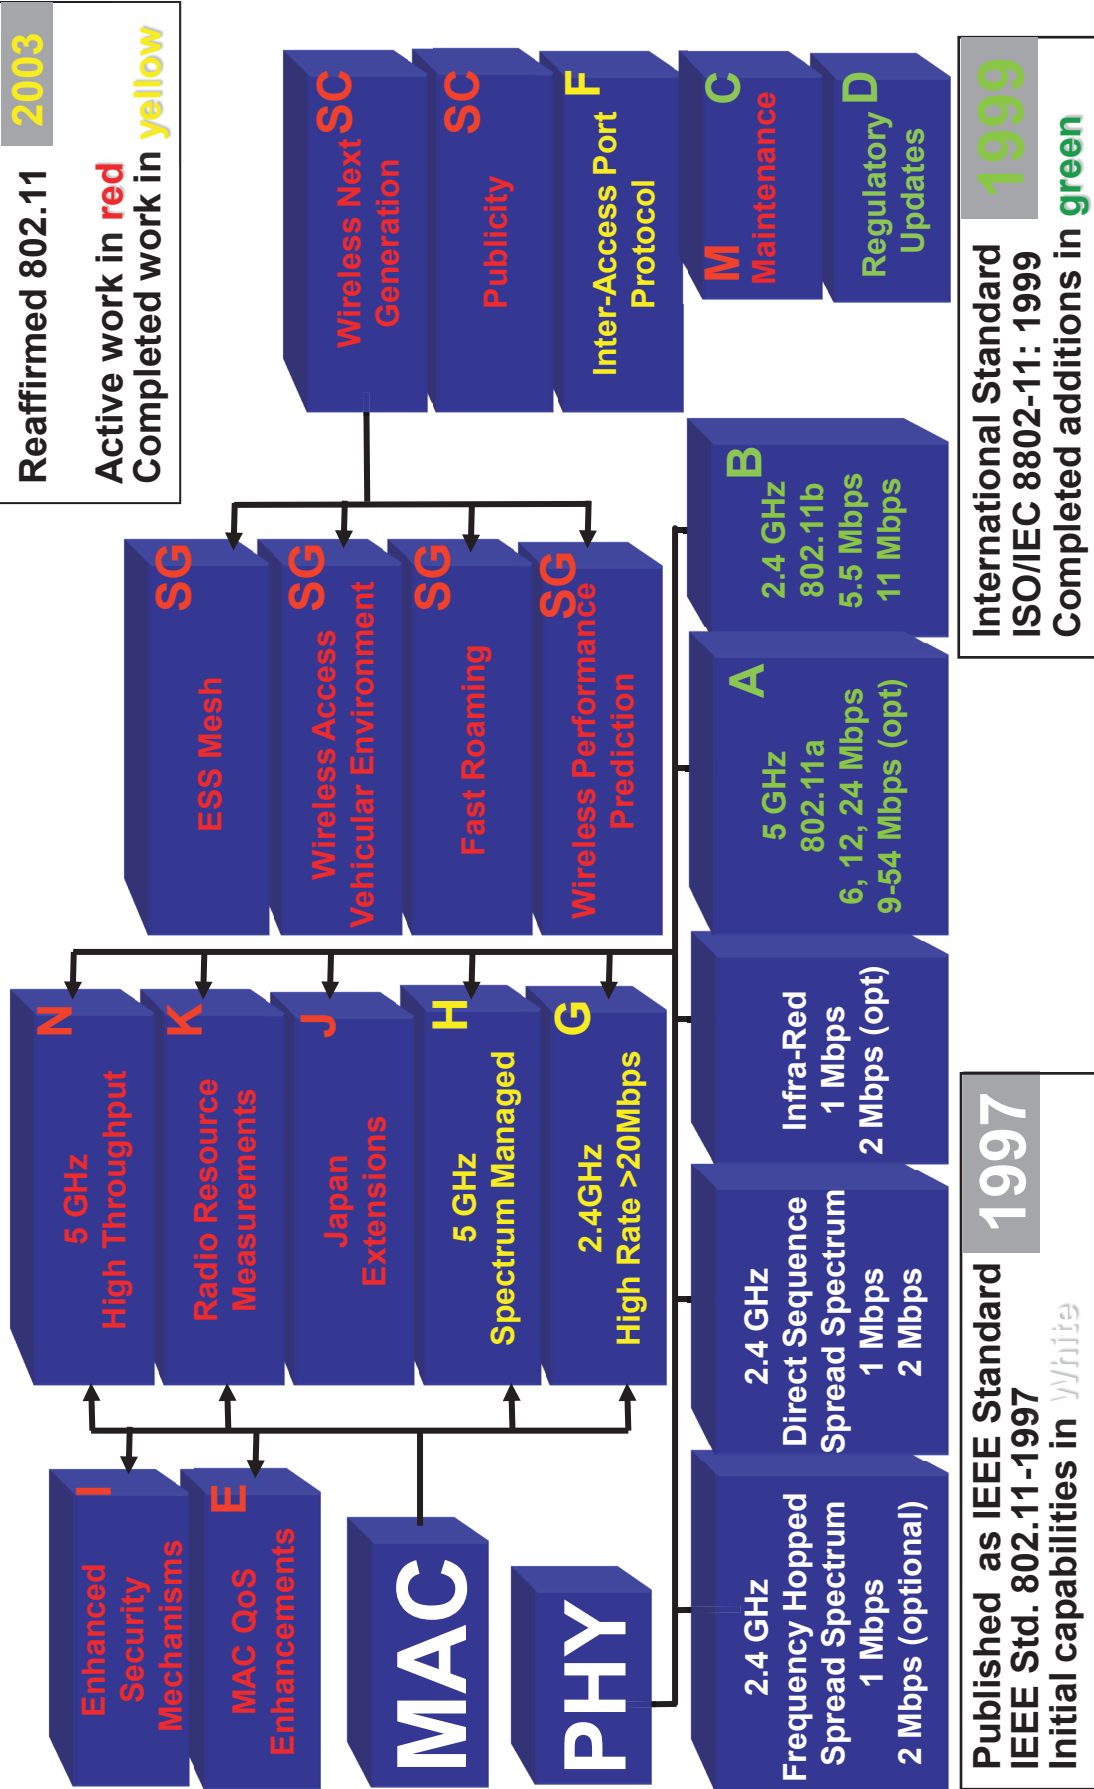 I
Enhanced
Security
Mechanisms
E
MAC QoS
Enhancements
MAC
PHY
N
5 GHz
High Throughput
K
Radio Resource
Measurements
J
Japan
Extensions
H
5 GHz
Spectrum Managed
G
2.4GHz
High Rate >20Mbps
SG
ESS Mesh
SG
Wireless Access
Vehicular Environment
SG
Fast Roaming
SG
Wireless Performance
Prediction
Reaffirmed 802.11 2003
Active work in red
Completed work in yellow
SC
Wireless Next
Generation
SC
Publicity
F
Inter-Access Port
Protocol
M C
Maintenance
D
Regulatory
Updates
2.4 GHz
Frequency Hopped
Spread Spectrum
1 Mbps
2 Mbps (optional)
2.4 GHz
Direct Sequence
Spread Spectrum
1 Mbps
2 Mbps
Infra-Red
1 Mbps
2 Mbps (opt)
A
5 GHz
802.11a
6, 12, 24 Mbps
9-54 Mbps (opt)
B
2.4 GHz
802.11b
5.5 Mbps
11 Mbps
Published as IEEE Standard 1997
IEEE Std. 802.11-1997
Initial capabilities in White
International Standard 1999
ISO/IEC 8802-11: 1999
Completed additions in green